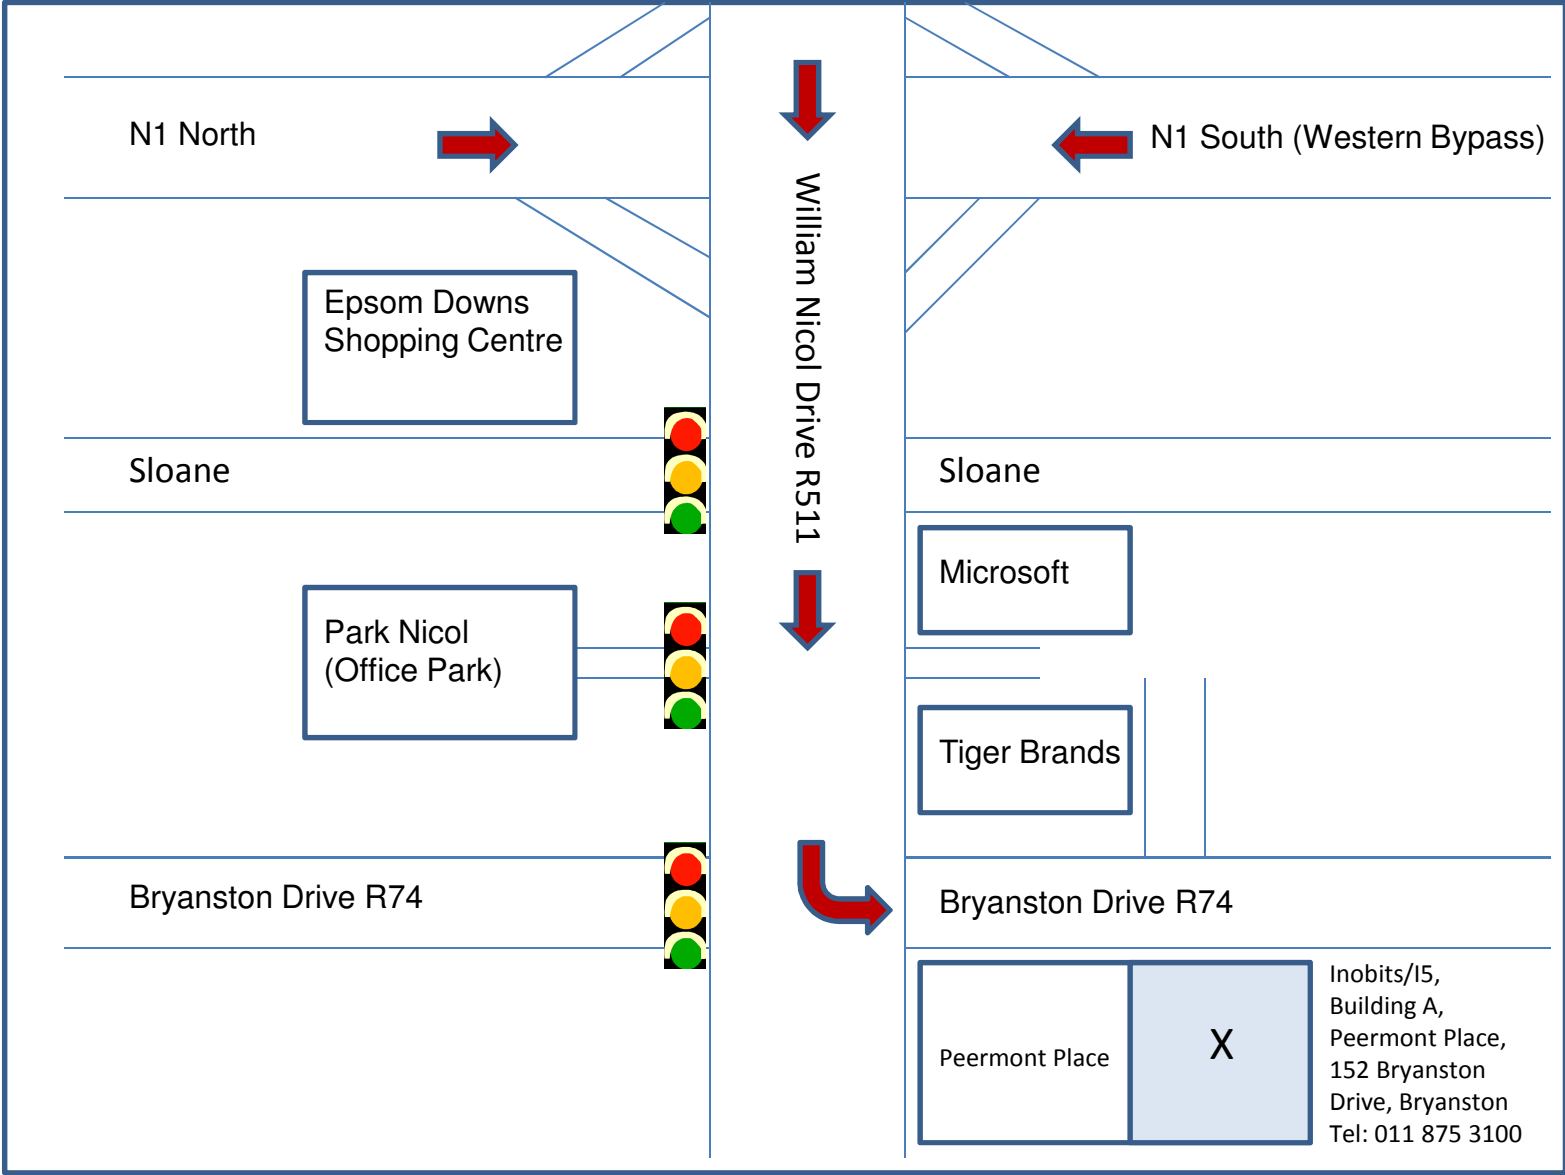 N1 North
N1 South (Western Bypass)
William Nicol Drive R511
Epsom Downs
Shopping Centre
Sloane
Sloane
Microsoft
Park Nicol
(Office Park)
Tiger Brands
Bryanston Drive R74
Bryanston Drive R74
Peermont Place
X
Inobits/I5,
Building A,
Peermont Place,
152 Bryanston
Drive, Bryanston
Tel: 011 875 3100